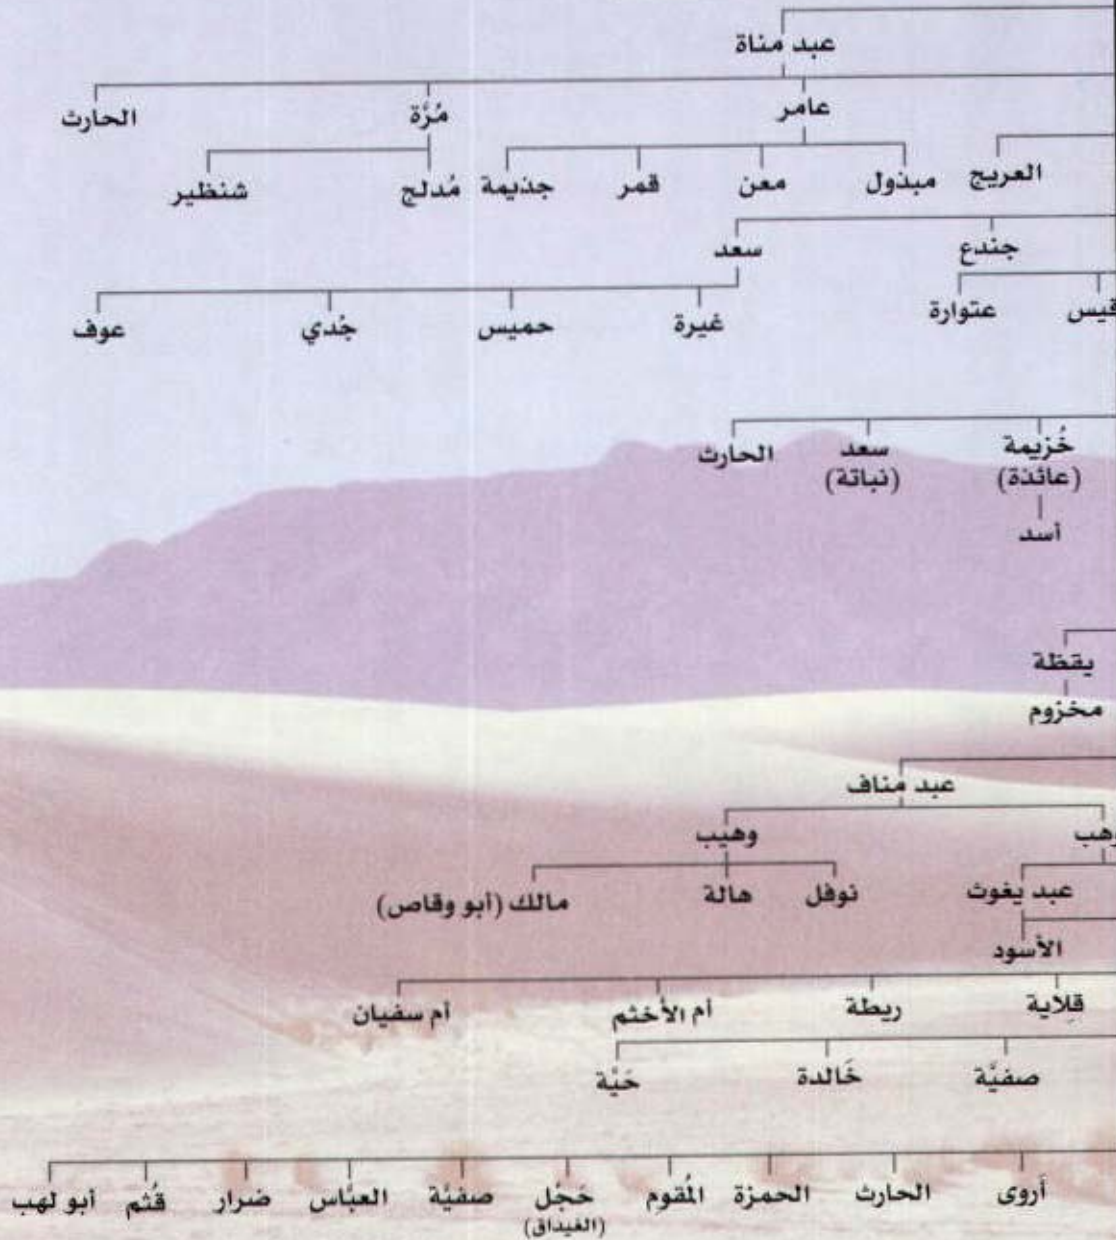 عبد مناة
عامر مُرَّة الحارث
العريج مبذول معن قمر جذيمة مُدلج شنظير
جندع سعد
عتوارة غيرة حميس جُدي عوف
خُزيمة سعد الحارث
(عائذة) (نباتة)
أسد
يقظة
مخزوم
عبد مناف
وهيب
عبد يغوث نوفل هالة مالك (أبو وقاص)
الأسود
قلاية ريطة أم الأخثم أم سفيان
صفيَّة خَالدة حَيَّة
أروى الحارث الحمزة المُقوم حَجْل صفيَّة العبَّاس ضرار قُثم أبو لهب
(الغيداق)